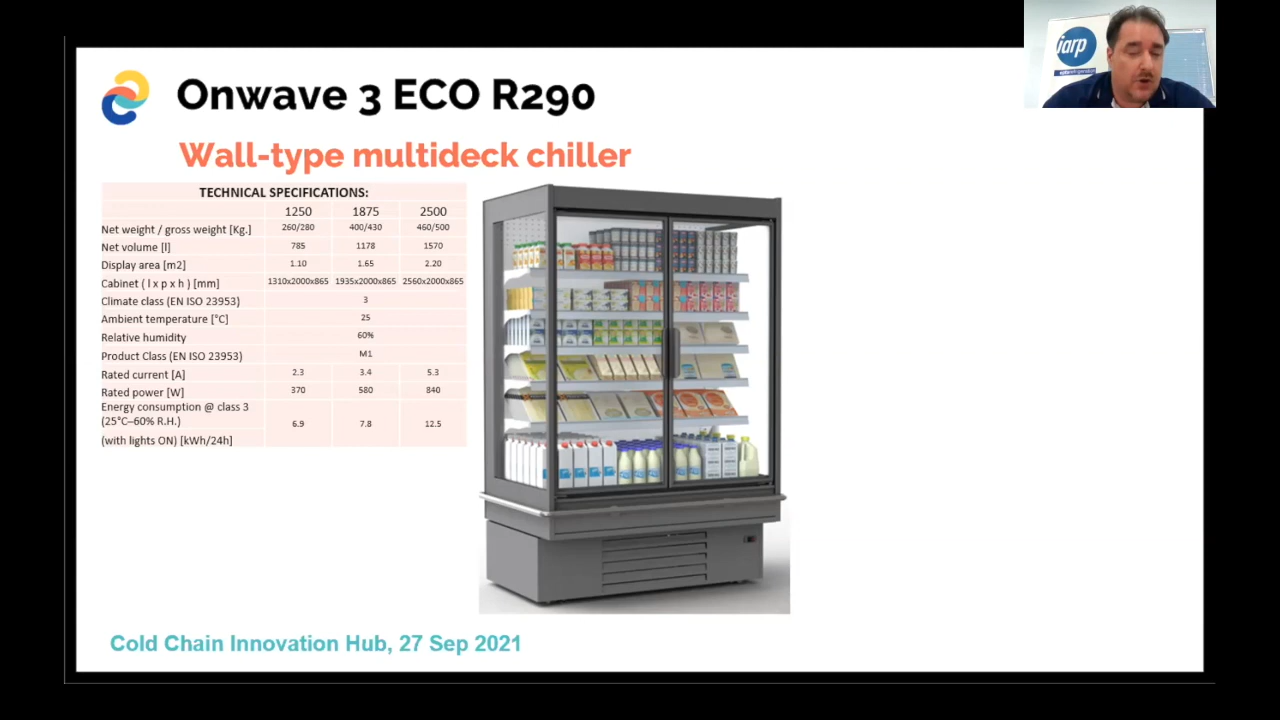 iarp
Onwave 3 ECO R290
Wall-type multideck chiller
TECHNICAL SPECIFICATIONS:
1250 1875 2500
Net weight / gross weight [Kg.] 260/280 400/430 460/500
Net volume [l] 785 1178 1570
Display area [m2] 1.10 1.65 2.20
Cabinet ( l x p x h ) [mm] 1310x2000x865 1935x2000x865 2560x2000x865
Climate class (EN ISO 23953) 3
Ambient temperature [°C] 25
Relative humidity 60%
Product Class (EN ISO 23953) M1
Rated current [A] 2.3 3.4 5.3
Rated power [W] 370 580 840
Energy consumption @ class 3
(25°C–60% R.H.) 6.9 7.8 12.5
(with lights ON) [kWh/24h]
Cold Chain Innovation Hub, 27 Sep 2021